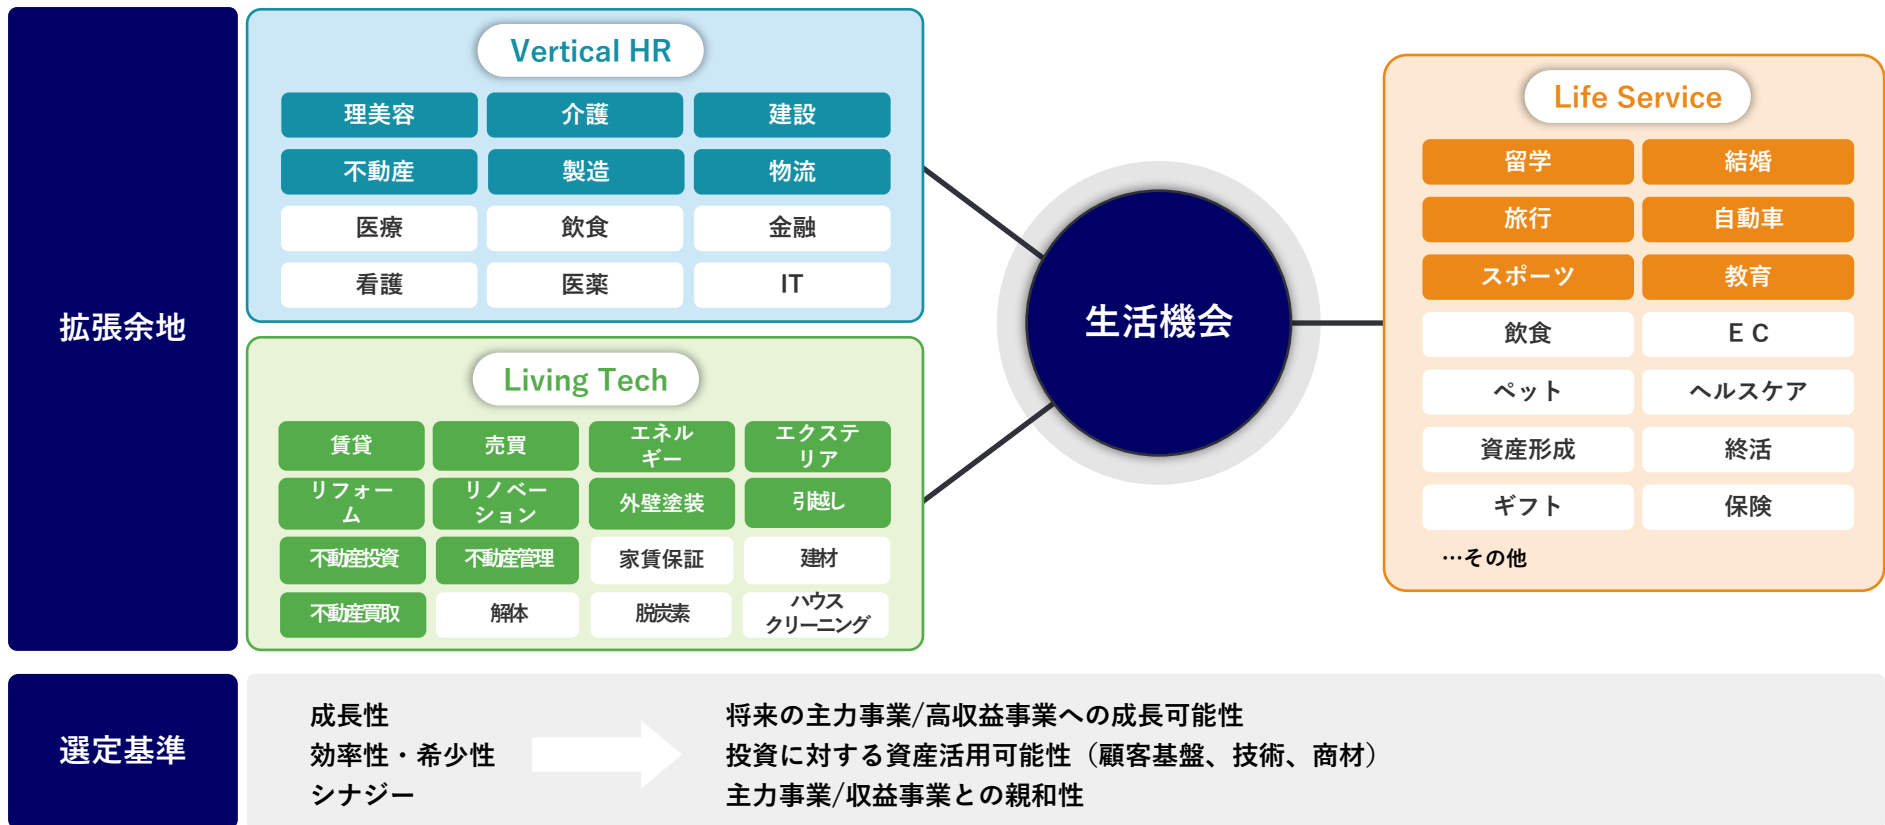 拡張余地
Vertical HR
理美容
介護
建設
不動産
製造
物流
医療
飲食
金融
看護
医薬
IT
Living Tech
賃貸
売買
エネル
ギー
エクステ
リア
リフォー
ム
リノベー
ション
外壁塗装
引越し
不動産投資
不動産管理
家賃保証
建材
不動産買取
解体
脱炭素
ハウス
クリーニング
生活機会
Life Service
留学
結婚
旅行
自動車
スポーツ
教育
飲食
ＥＣ
ペット
ヘルスケア
資産形成
終活
ギフト
保険
…その他
選定基準
成長性
効率性・希少性
シナジー
将来の主力事業/高収益事業への成長可能性
投資に対する資産活用可能性（顧客基盤、技術、商材）
主力事業/収益事業との親和性